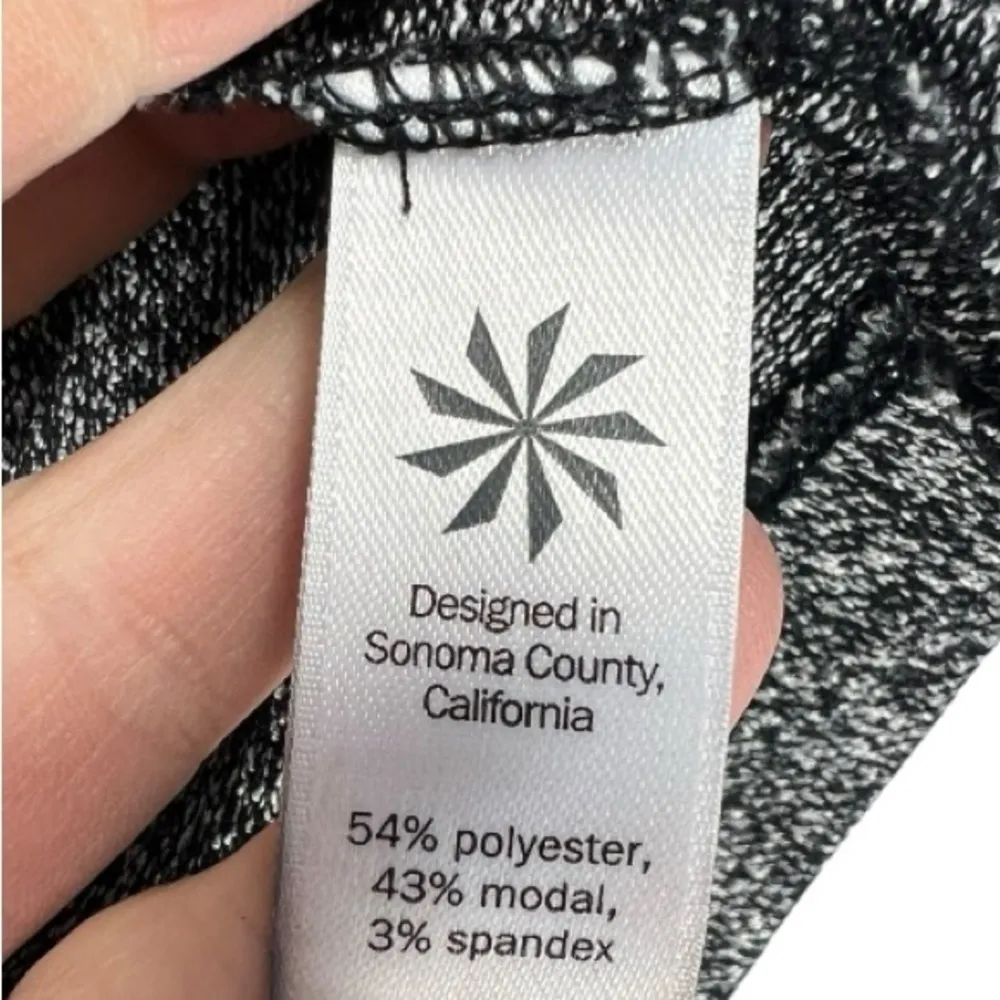 Designed in
Sonoma County,
California
54% polyester,
43% modal,
3% spandex